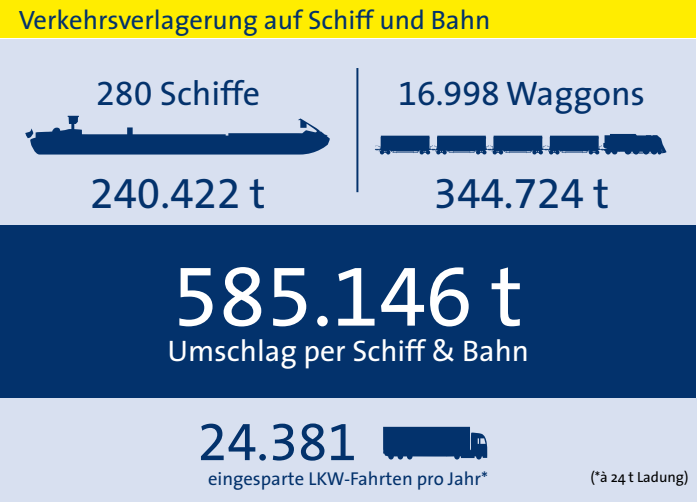 Verkehrsverlagerung auf Schiff und Bahn
280 Schiffe
240.422 t
16.998 Waggons
344.724 t
585.146 t
Umschlag per Schiff & Bahn
24.381
eingesparte LKW-Fahrten pro Jahr*
(*à 24 t Ladung)